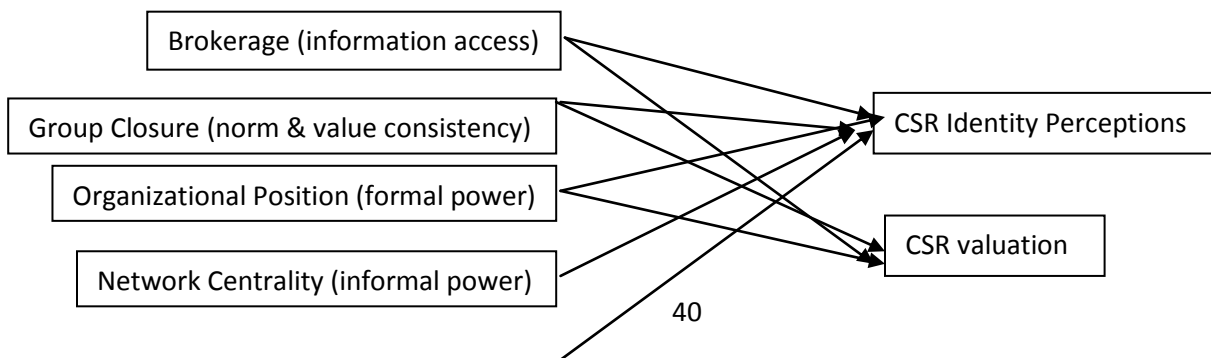 Brokerage (information access)
Group Closure (norm & value consistency)
CSR Identity Perceptions
Organizational Position (formal power)
CSR valuation
Network Centrality (informal power)
40